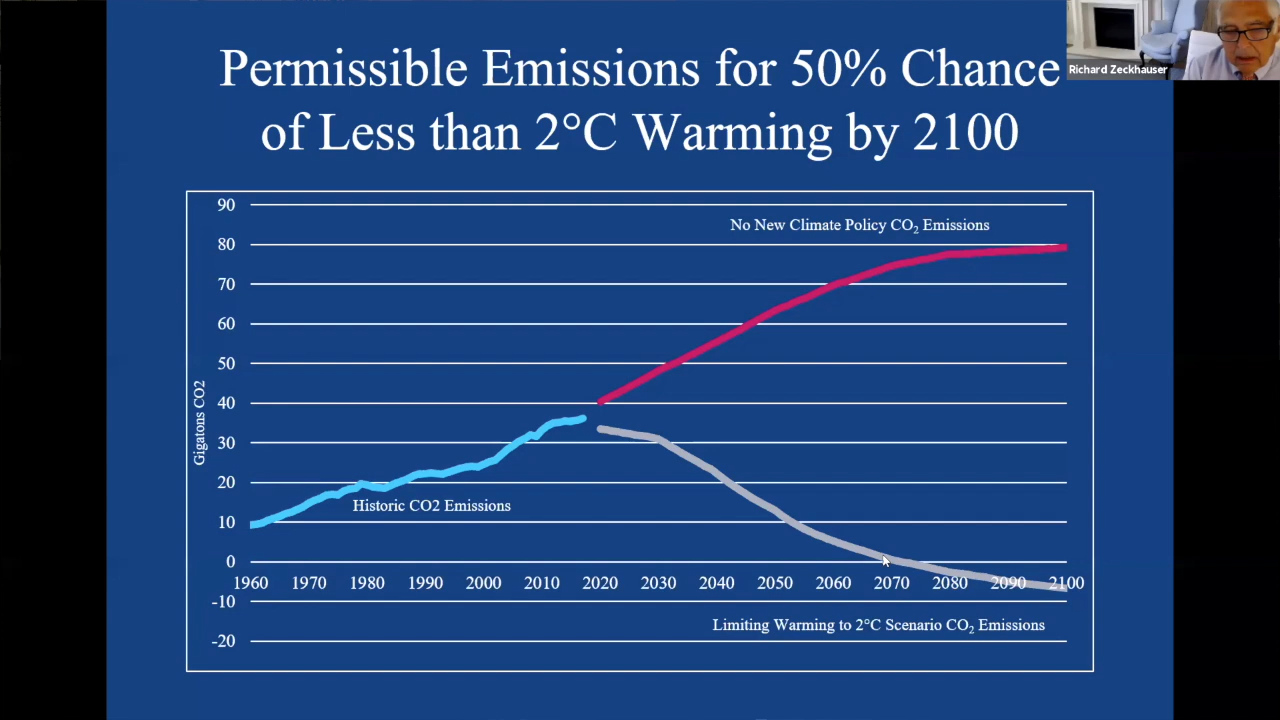 Permissible Emissions for 50% Chance
of Less than 2°C Warming by 2100
Richard Zeckhauser
90
80
70
60
50
40
30
20
10
0
-10
-20
Gigatons CO2
No New Climate Policy CO₂ Emissions
Historic CO2 Emissions
1960 1970 1980 1990 2000 2010 2020 2030 2040 2050 2060 2070 2080 2090 2100
Limiting Warming to 2°C Scenario CO₂ Emissions